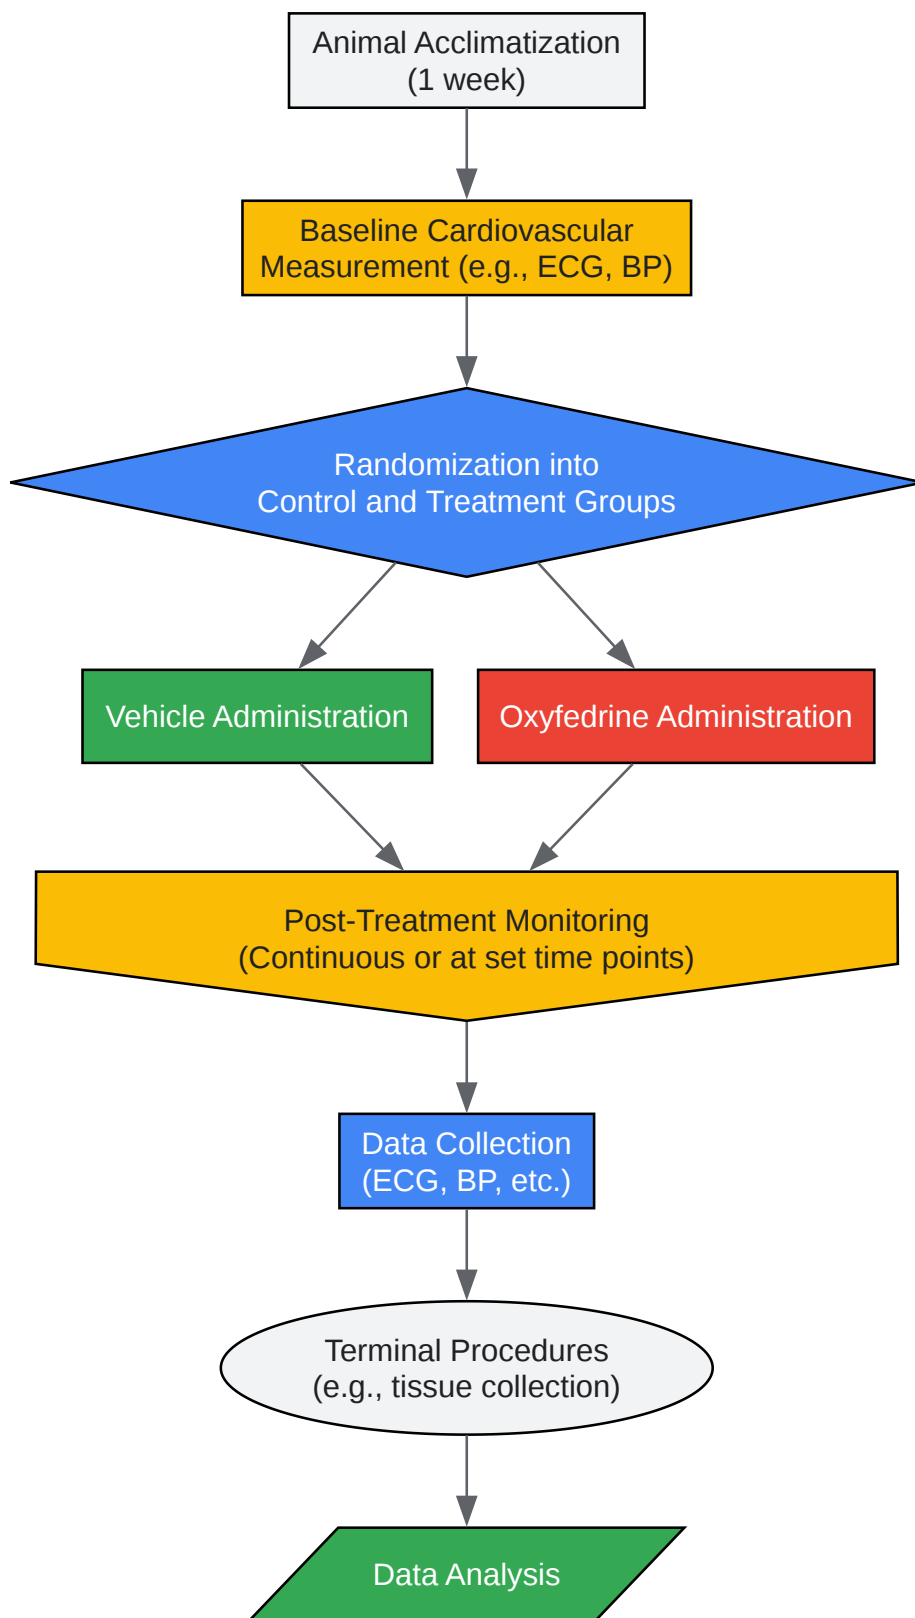 Animal Acclimatization
(1 week)
Baseline Cardiovascular
Measurement (e.g., ECG, BP)
Randomization into
Control and Treatment Groups
Vehicle Administration
Oxyfedrine Administration
Post-Treatment Monitoring
(Continuous or at set time points)
Data Collection
(ECG, BP, etc.)
Terminal Procedures
(e.g., tissue collection)
Data Analysis